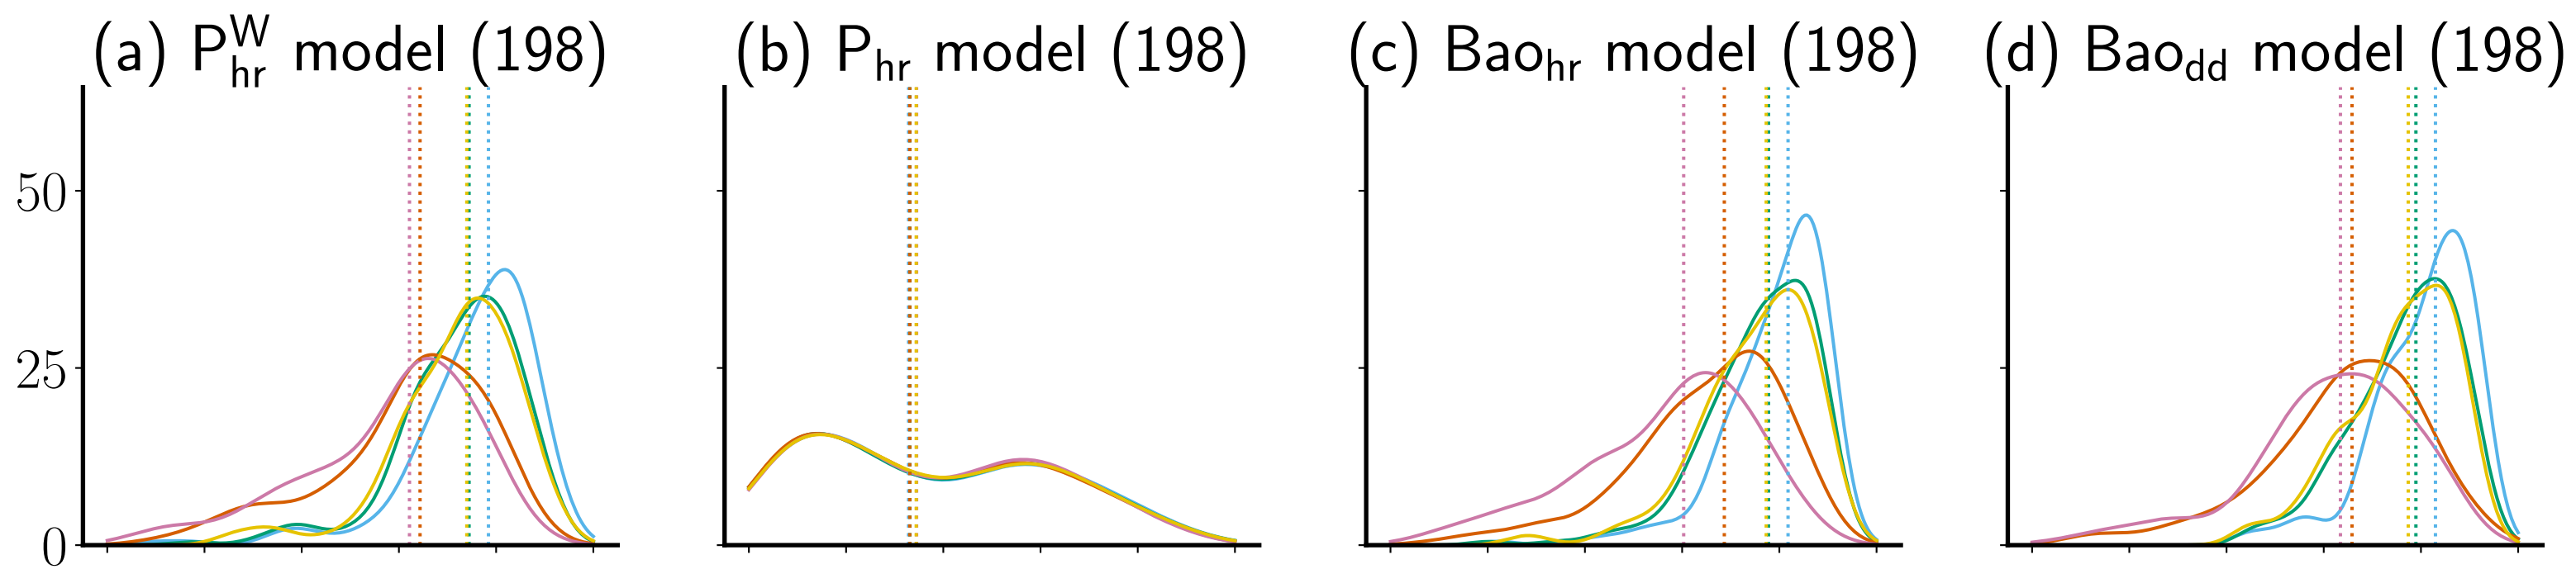 (a) P^W_hr model (198)
(b) P_hr model (198)
(c) Bao_hr model (198)
(d) Bao_dd model (198)
50
25
0